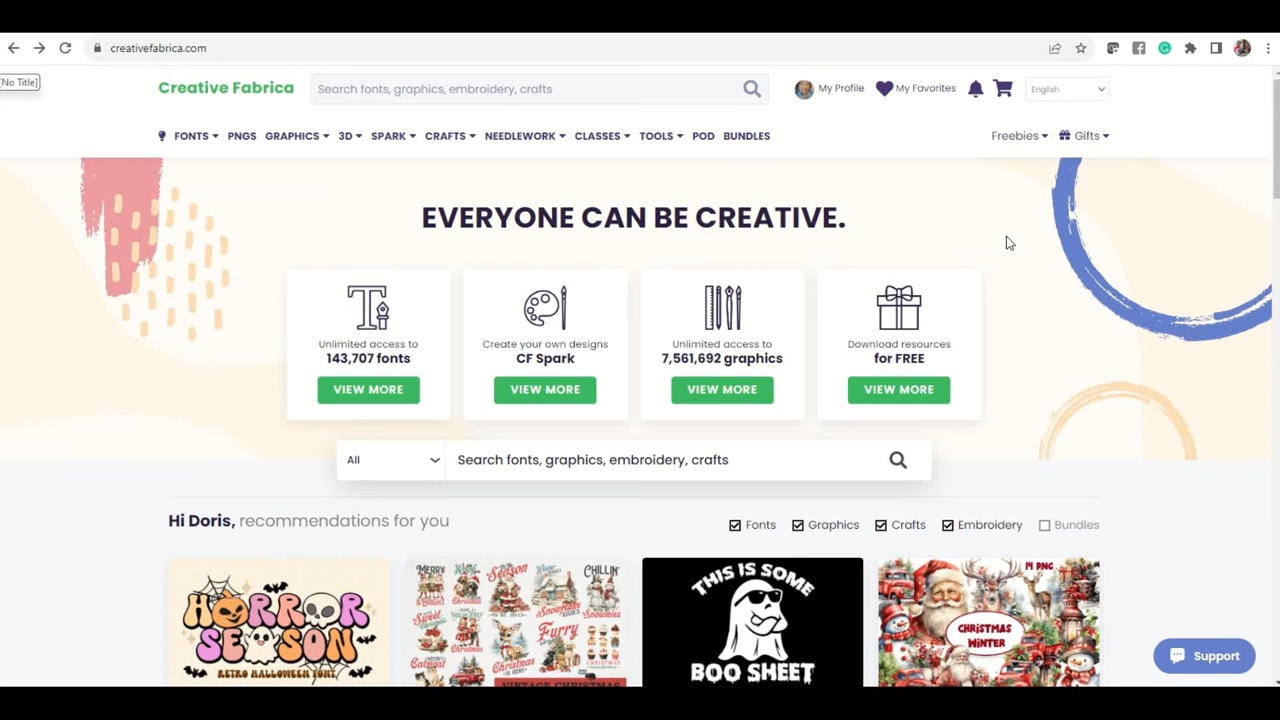 creativefabrica.com
[No Title]
Creative Fabrica
Search fonts, graphics, embroidery, crafts
My Profile
My Favorites
English
FONTS
PNGS
GRAPHICS
3D
SPARK
CRAFTS
NEEDLEWORK
CLASSES
TOOLS
POD
BUNDLES
Freebies
Gifts
EVERYONE CAN BE CREATIVE.
Unlimited access to
143,707 fonts
VIEW MORE
Create your own designs
CF Spark
VIEW MORE
Unlimited access to
7,561,692 graphics
VIEW MORE
Download resources
for FREE
VIEW MORE
All
Search fonts, graphics, embroidery, crafts
Hi Doris, recommendations for you
Fonts
Graphics
Crafts
Embroidery
Bundles
HORROR
SEASON
RETRO HALLOWEEN FONT
MERRY
Season
CHILLIN'
Furry
Christmas
VINTAGE CHRISTMAS
THIS IS SOME
BOO SHEET
14 PNG
CHRISTMAS
WINTER
Support